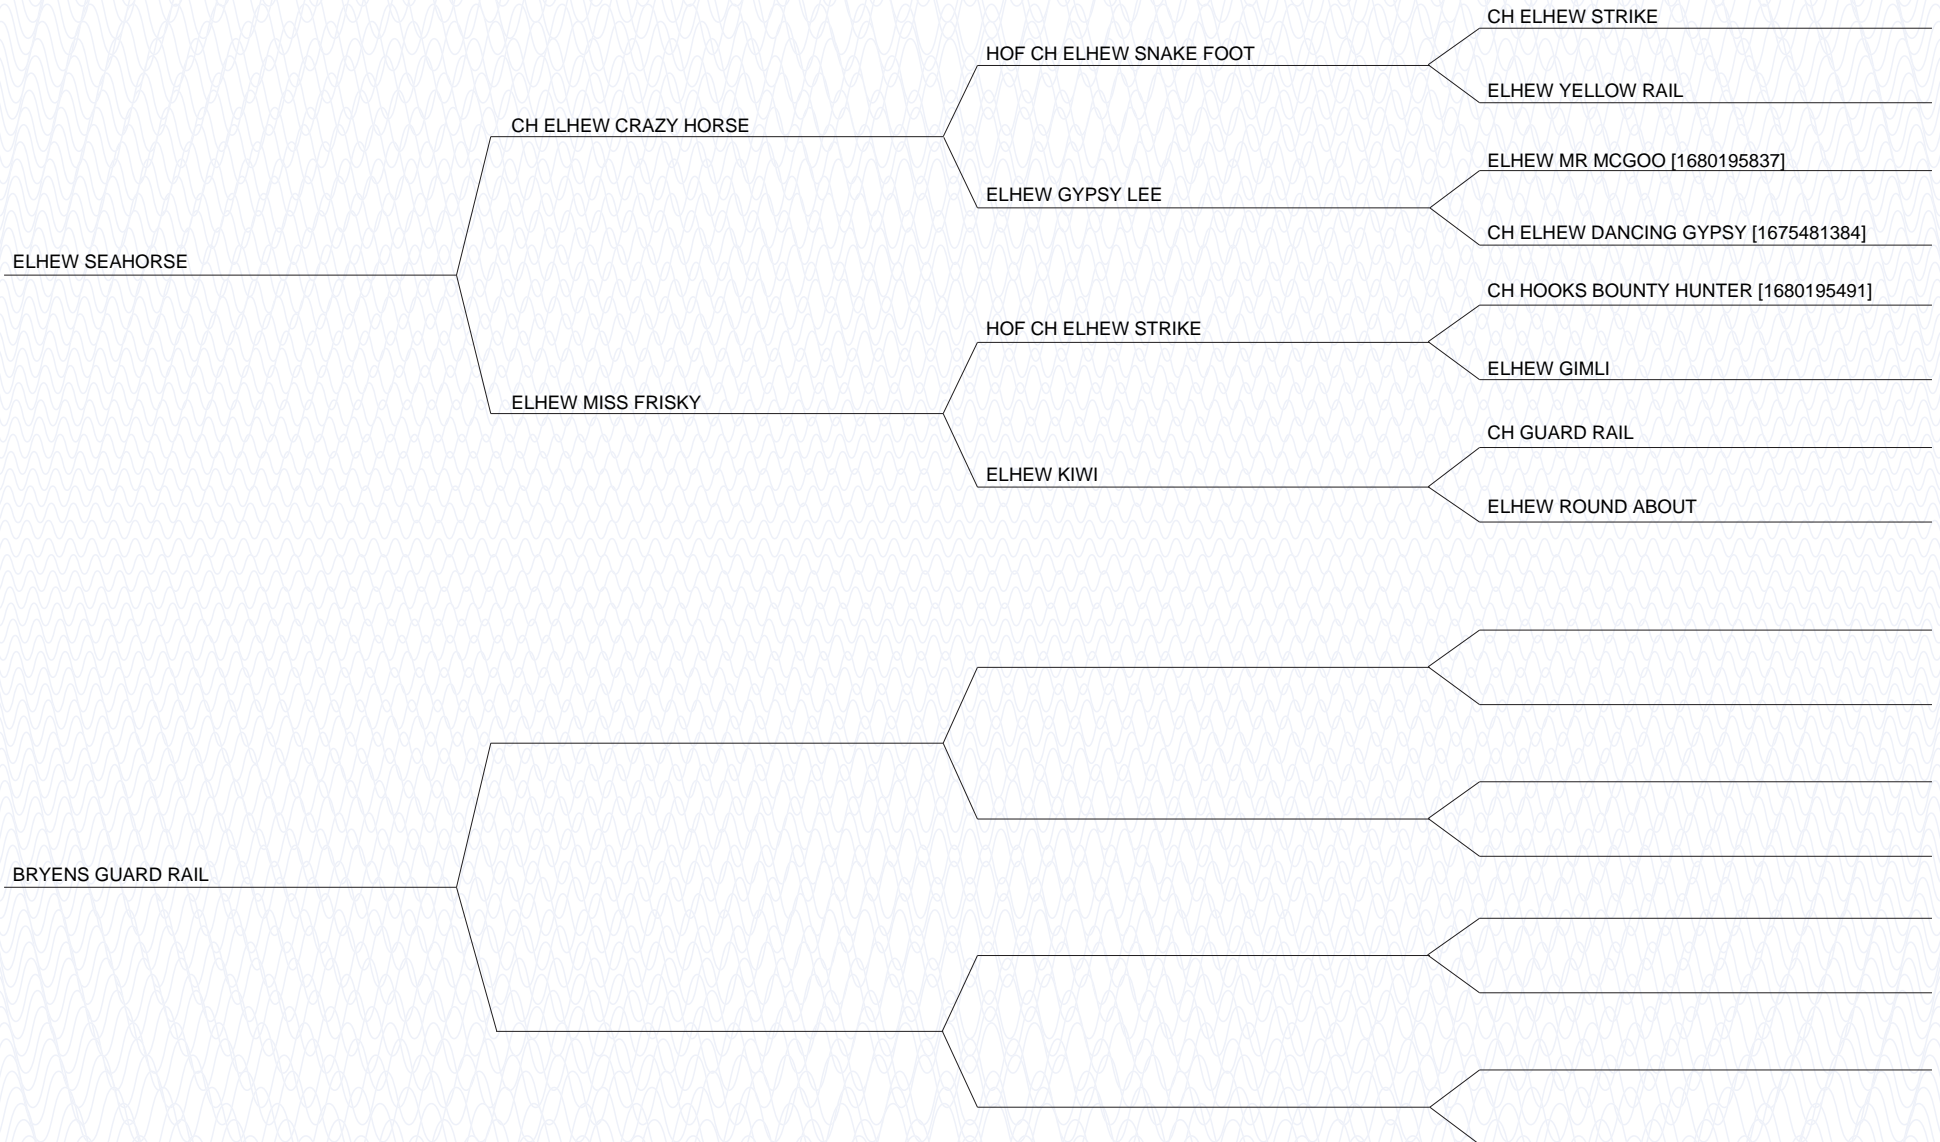 CH ELHEW STRIKE
HOF CH ELHEW SNAKE FOOT
ELHEW YELLOW RAIL
CH ELHEW CRAZY HORSE
ELHEW MR MCGOO [1680195837]
ELHEW GYPSY LEE
CH ELHEW DANCING GYPSY [1675481384]
ELHEW SEAHORSE
CH HOOKS BOUNTY HUNTER [1680195491]
HOF CH ELHEW STRIKE
ELHEW GIMLI
ELHEW MISS FRISKY
CH GUARD RAIL
ELHEW KIWI
ELHEW ROUND ABOUT
BRYENS GUARD RAIL